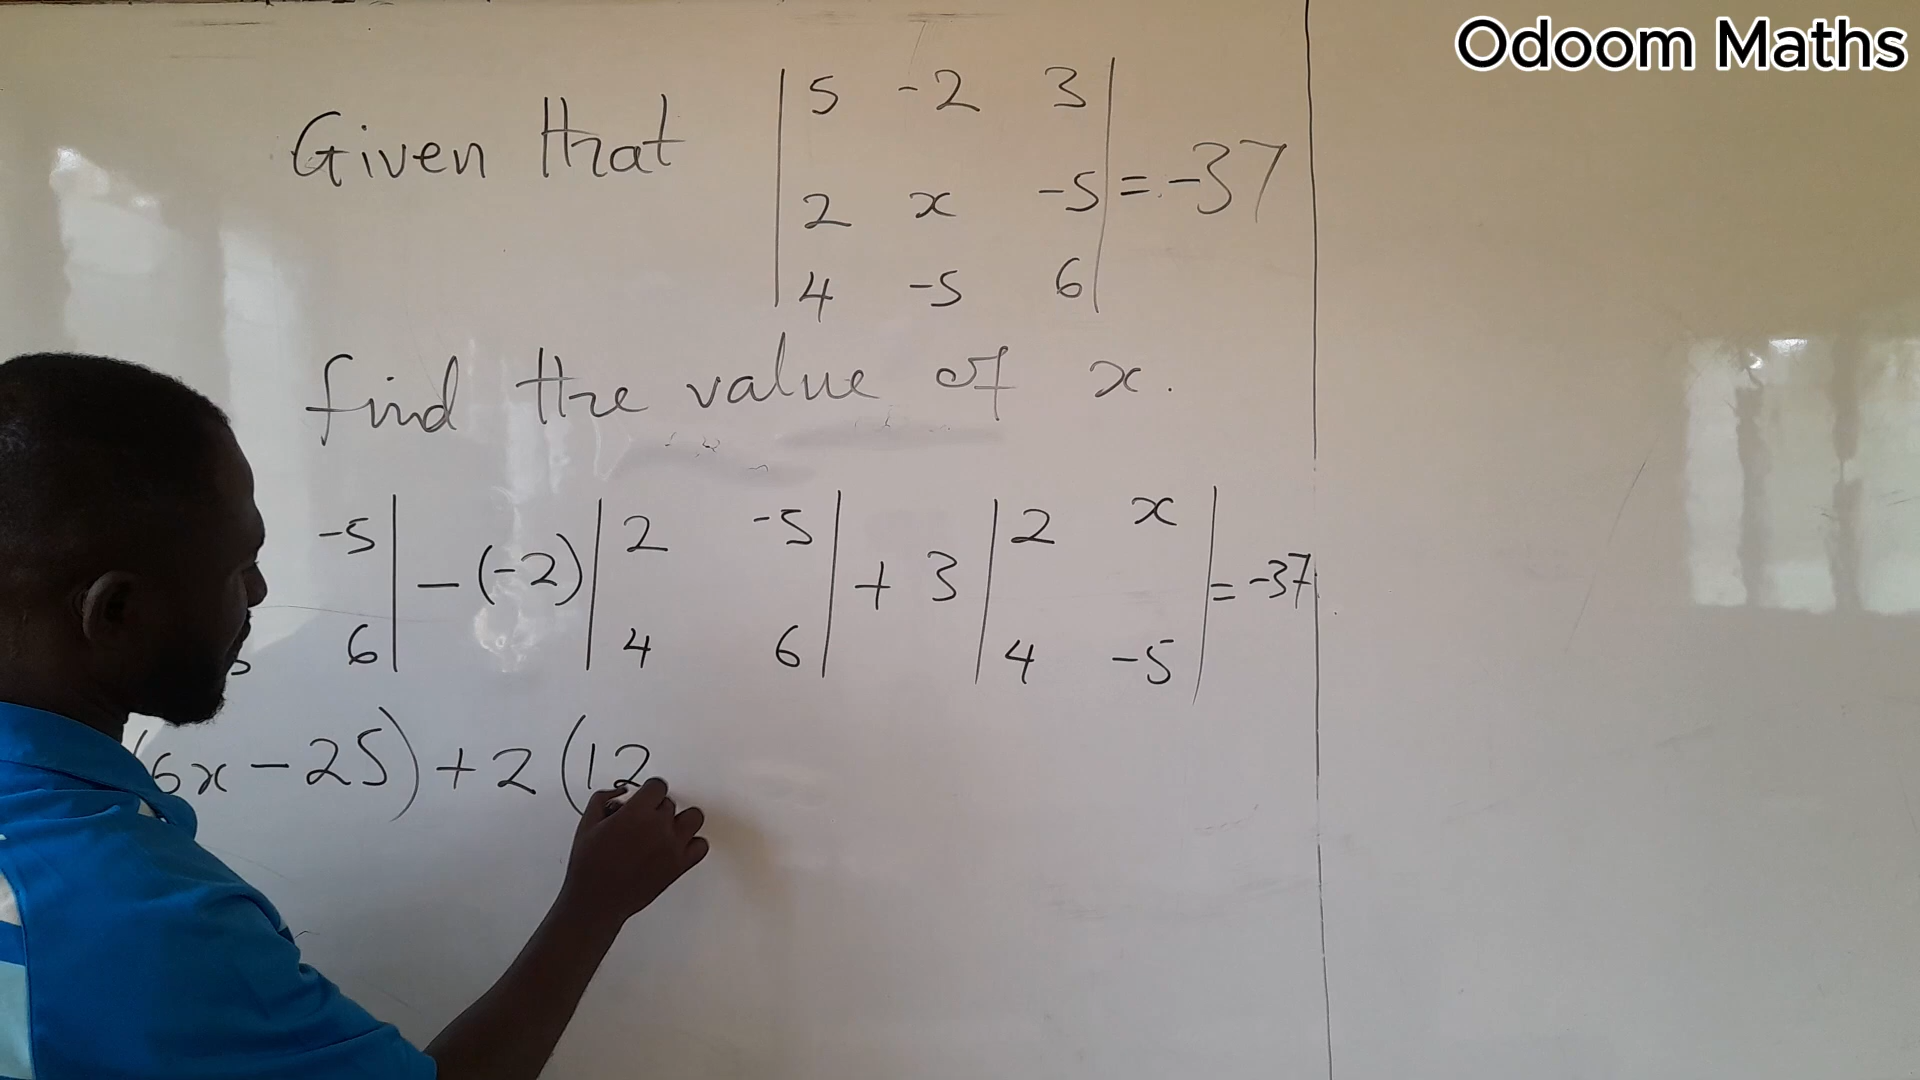 Odoom Maths
Given that | 5 -2 3 |
| 2 x -5 | = -37
| 4 -5 6 |
find the value of x.
-5 | - (-2) | 2 -5 | + 3 | 2 x | = -37
6 | | 4 6 | | 4 -5 |
(6x - 25) + 2 (12